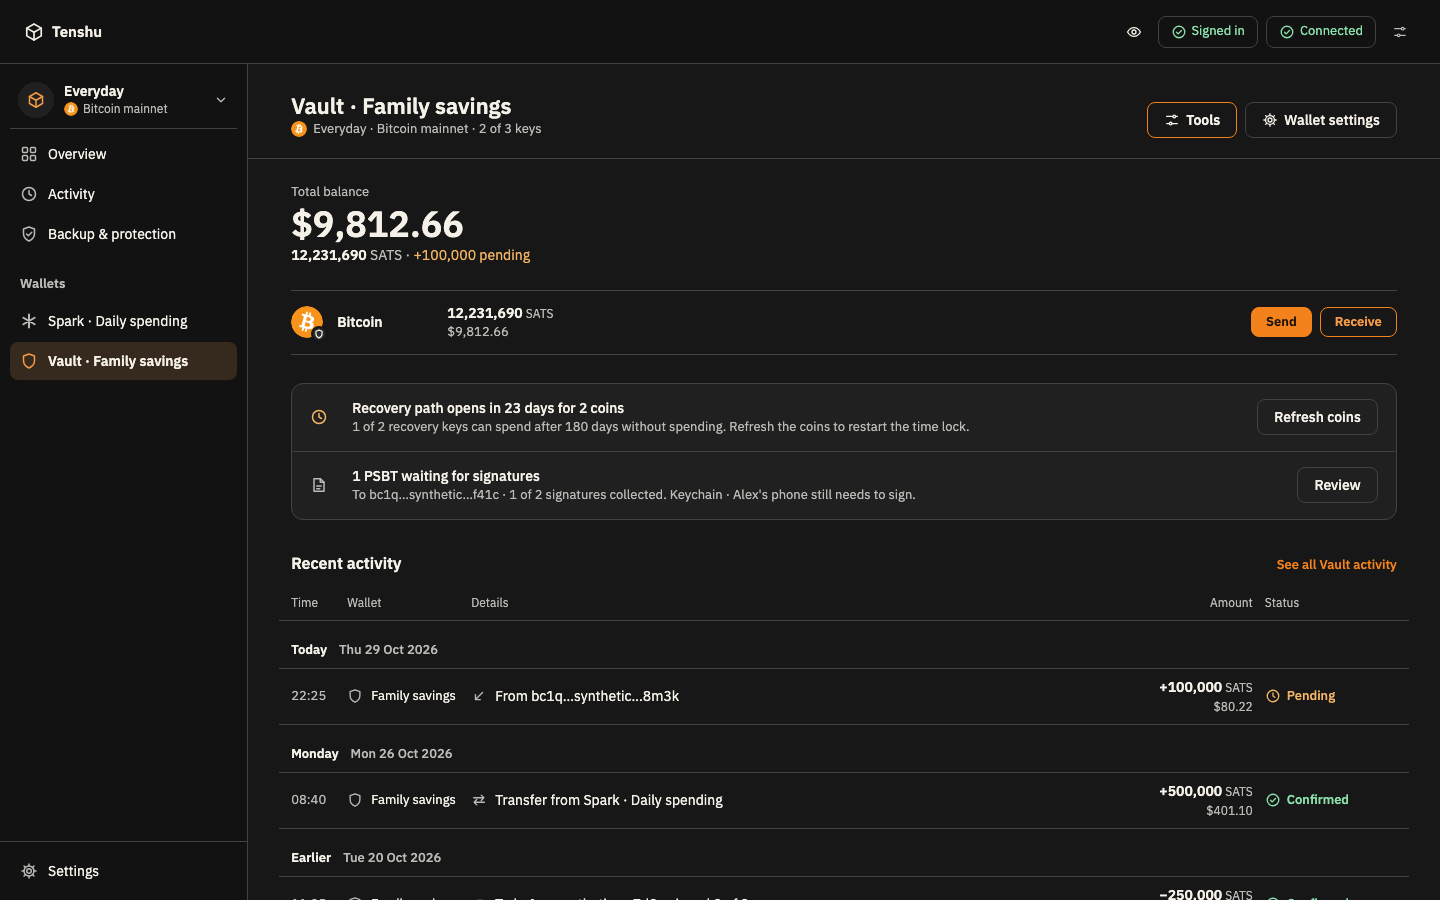 Tenshu
Signed in
Connected
Everyday
Bitcoin mainnet
Overview
Activity
Backup & protection
Wallets
Spark · Daily spending
Vault · Family savings
Settings
Vault · Family savings
Everyday · Bitcoin mainnet · 2 of 3 keys
Tools
Wallet settings
Total balance
$9,812.66
12,231,690 SATS · +100,000 pending
Bitcoin
12,231,690 SATS
$9,812.66
Send
Receive
Recovery path opens in 23 days for 2 coins
1 of 2 recovery keys can spend after 180 days without spending. Refresh the coins to restart the time lock.
Refresh coins
1 PSBT waiting for signatures
To bc1q...synthetic...f41c · 1 of 2 signatures collected. Keychain · Alex's phone still needs to sign.
Review
Recent activity
See all Vault activity
Time Wallet Details Amount Status
Today Thu 29 Oct 2026
22:25 Family savings From bc1q...synthetic...8m3k +100,000 SATS Pending
$80.22
Monday Mon 26 Oct 2026
08:40 Family savings Transfer from Spark · Daily spending +500,000 SATS Confirmed
$401.10
Earlier Tue 20 Oct 2026
−250,000 SATS